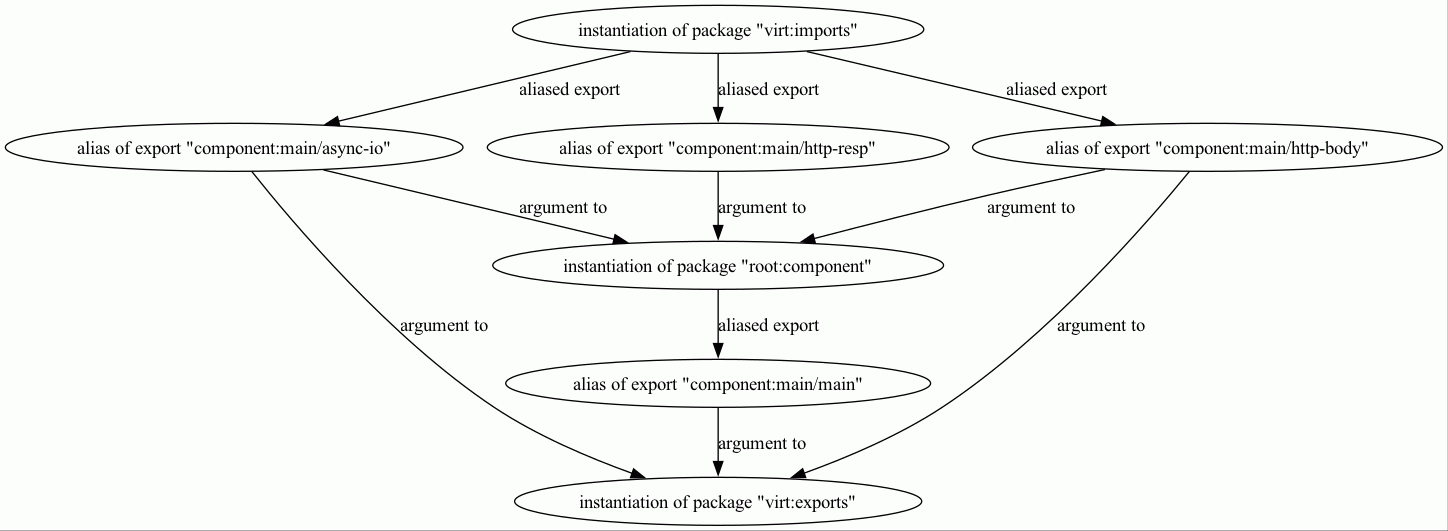 instantiation of package "virt:imports"
aliased export
aliased export
aliased export
alias of export "component:main/async-io"
alias of export "component:main/http-resp"
alias of export "component:main/http-body"
argument to
argument to
argument to
instantiation of package "root:component"
argument to
aliased export
argument to
alias of export "component:main/main"
argument to
instantiation of package "virt:exports"